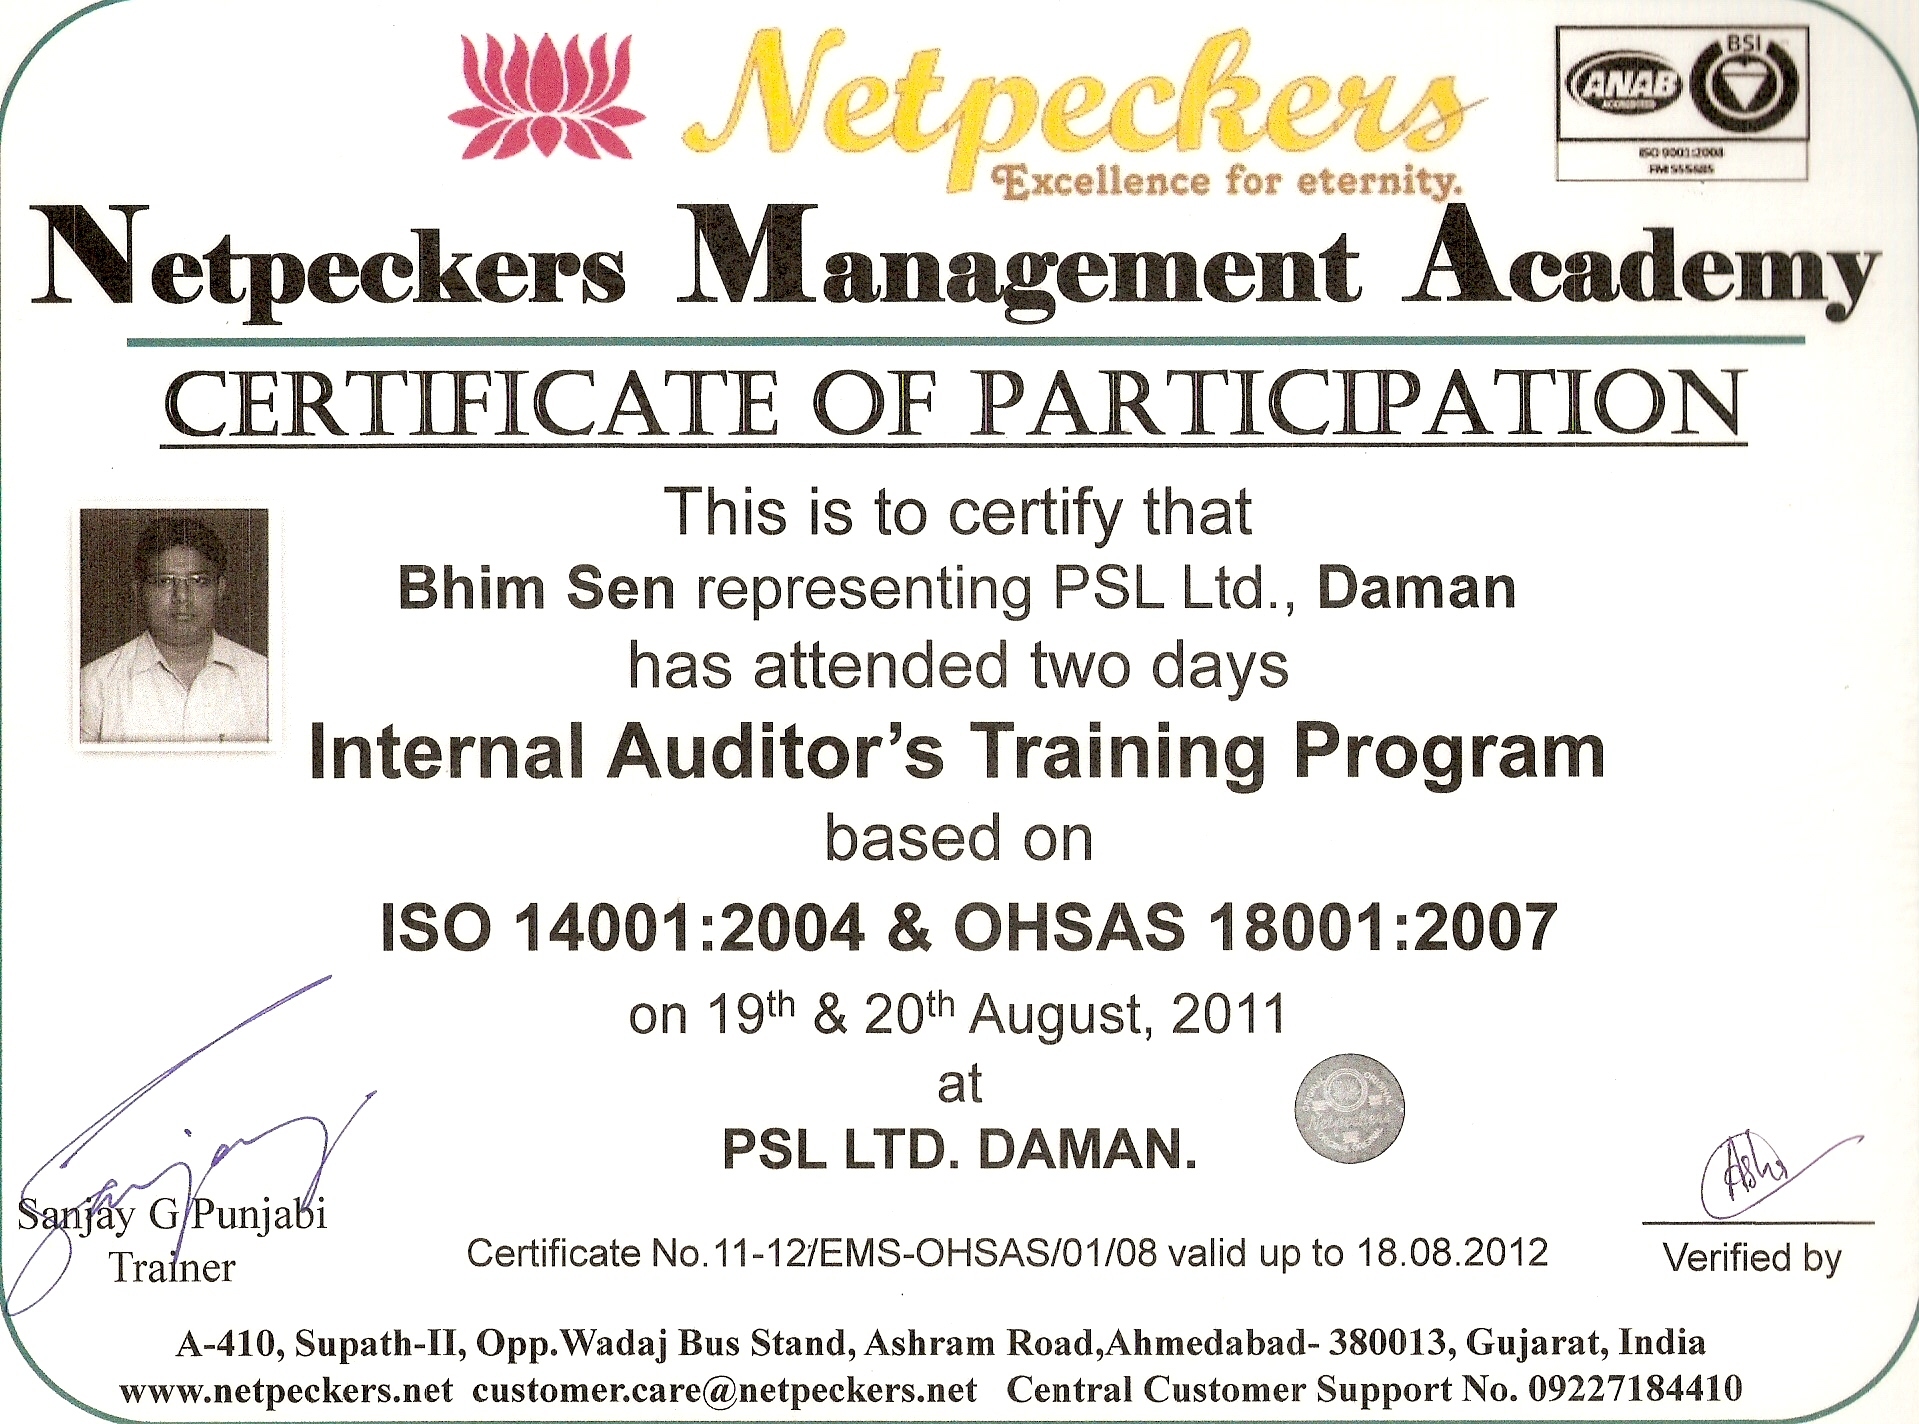 Netpeckers
Excellence for eternity.
ANAB
ACCREDITED
BSI
ISO 9001:2008
FM 555685
Netpeckers Management Academy
CERTIFICATE OF PARTICIPATION
This is to certify that
Bhim Sen representing PSL Ltd., Daman
has attended two days
Internal Auditor's Training Program
based on
ISO 14001:2004 & OHSAS 18001:2007
on 19th & 20th August, 2011
at
PSL LTD. DAMAN.
Netpeckers
Sanjay
Sanjay G Punjabi
Trainer
Certificate No.11-12/EMS-OHSAS/01/08 valid up to 18.08.2012
Verified by
A-410, Supath-II, Opp.Wadaj Bus Stand, Ashram Road,Ahmedabad- 380013, Gujarat, India
www.netpeckers.net customer.care@netpeckers.net Central Customer Support No. 09227184410